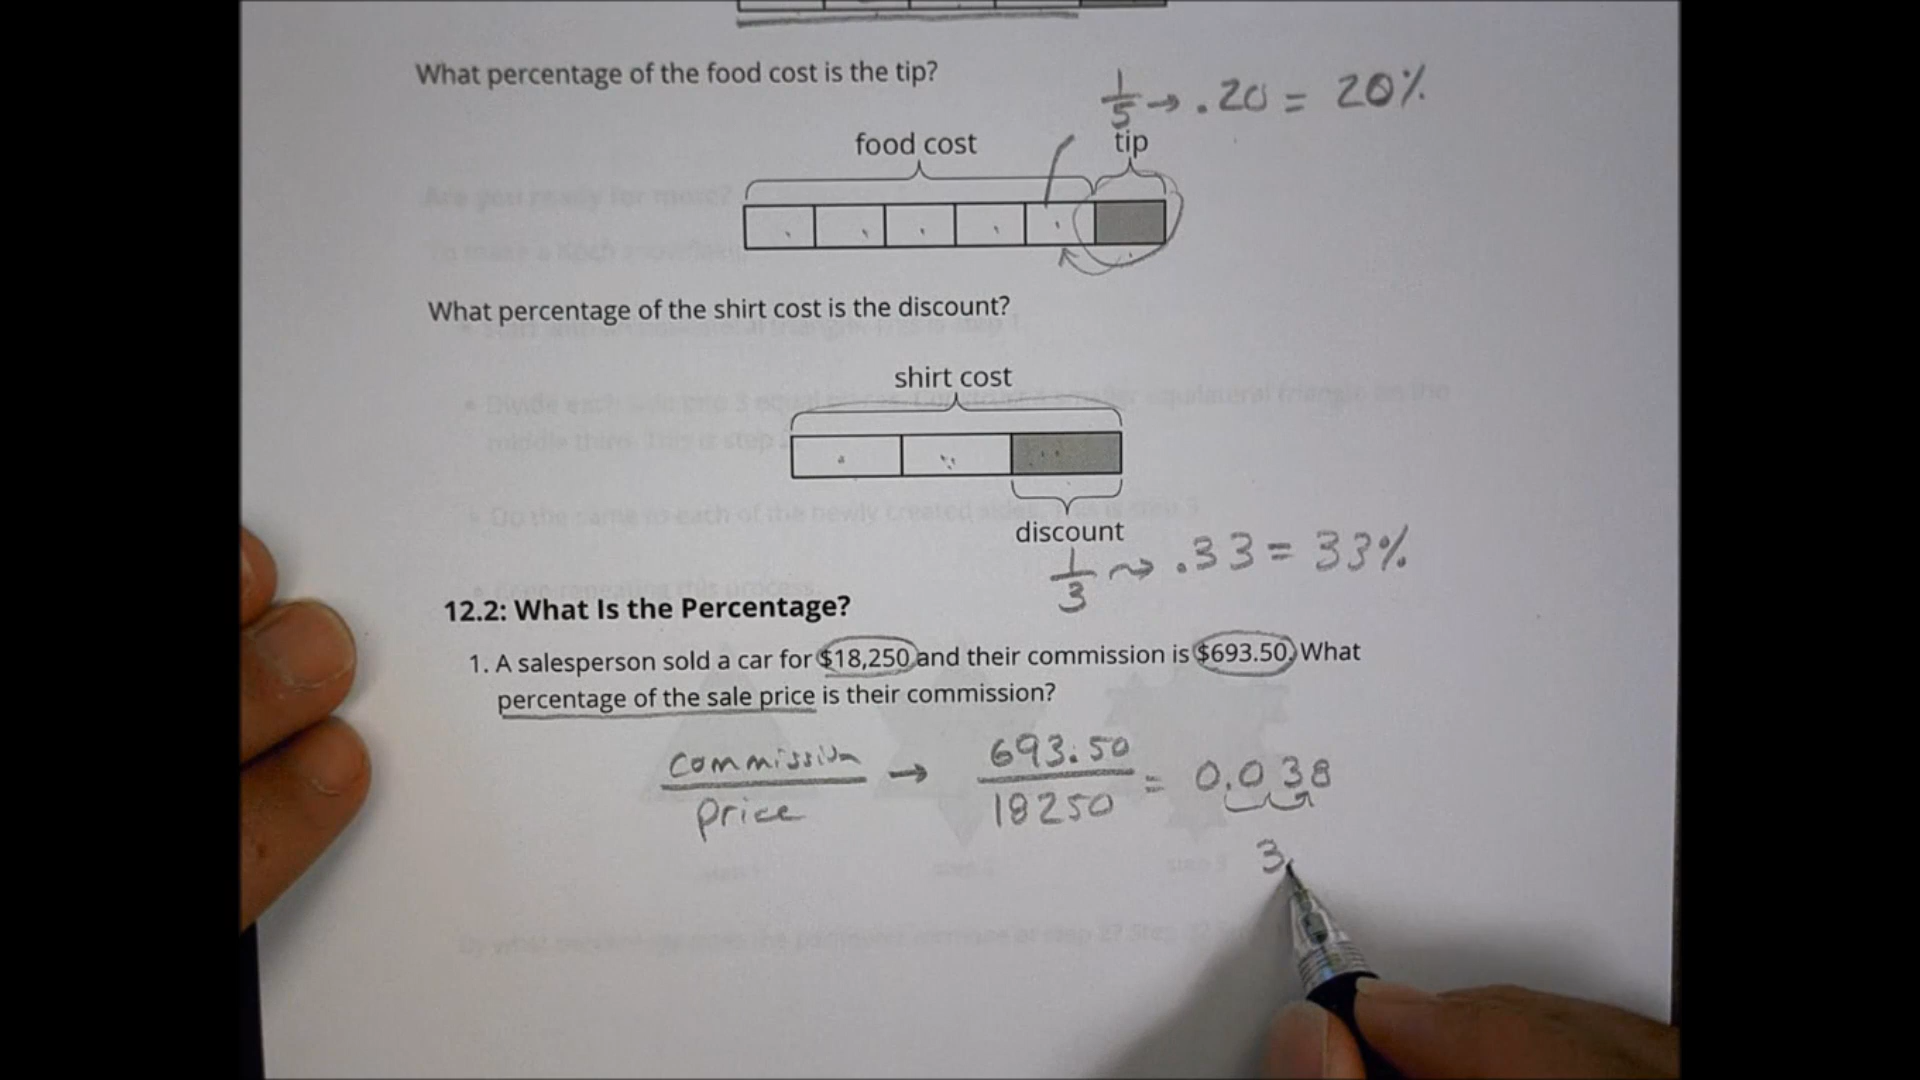 What percentage of the food cost is the tip?
1/5 → .20 = 20%
food cost
tip
What percentage of the shirt cost is the discount?
shirt cost
discount
1/3 → .33 = 33%
12.2: What Is the Percentage?
1. A salesperson sold a car for $18,250 and their commission is $693.50. What
percentage of the sale price is their commission?
commission/price → 693.50/18250 = 0.038
3.